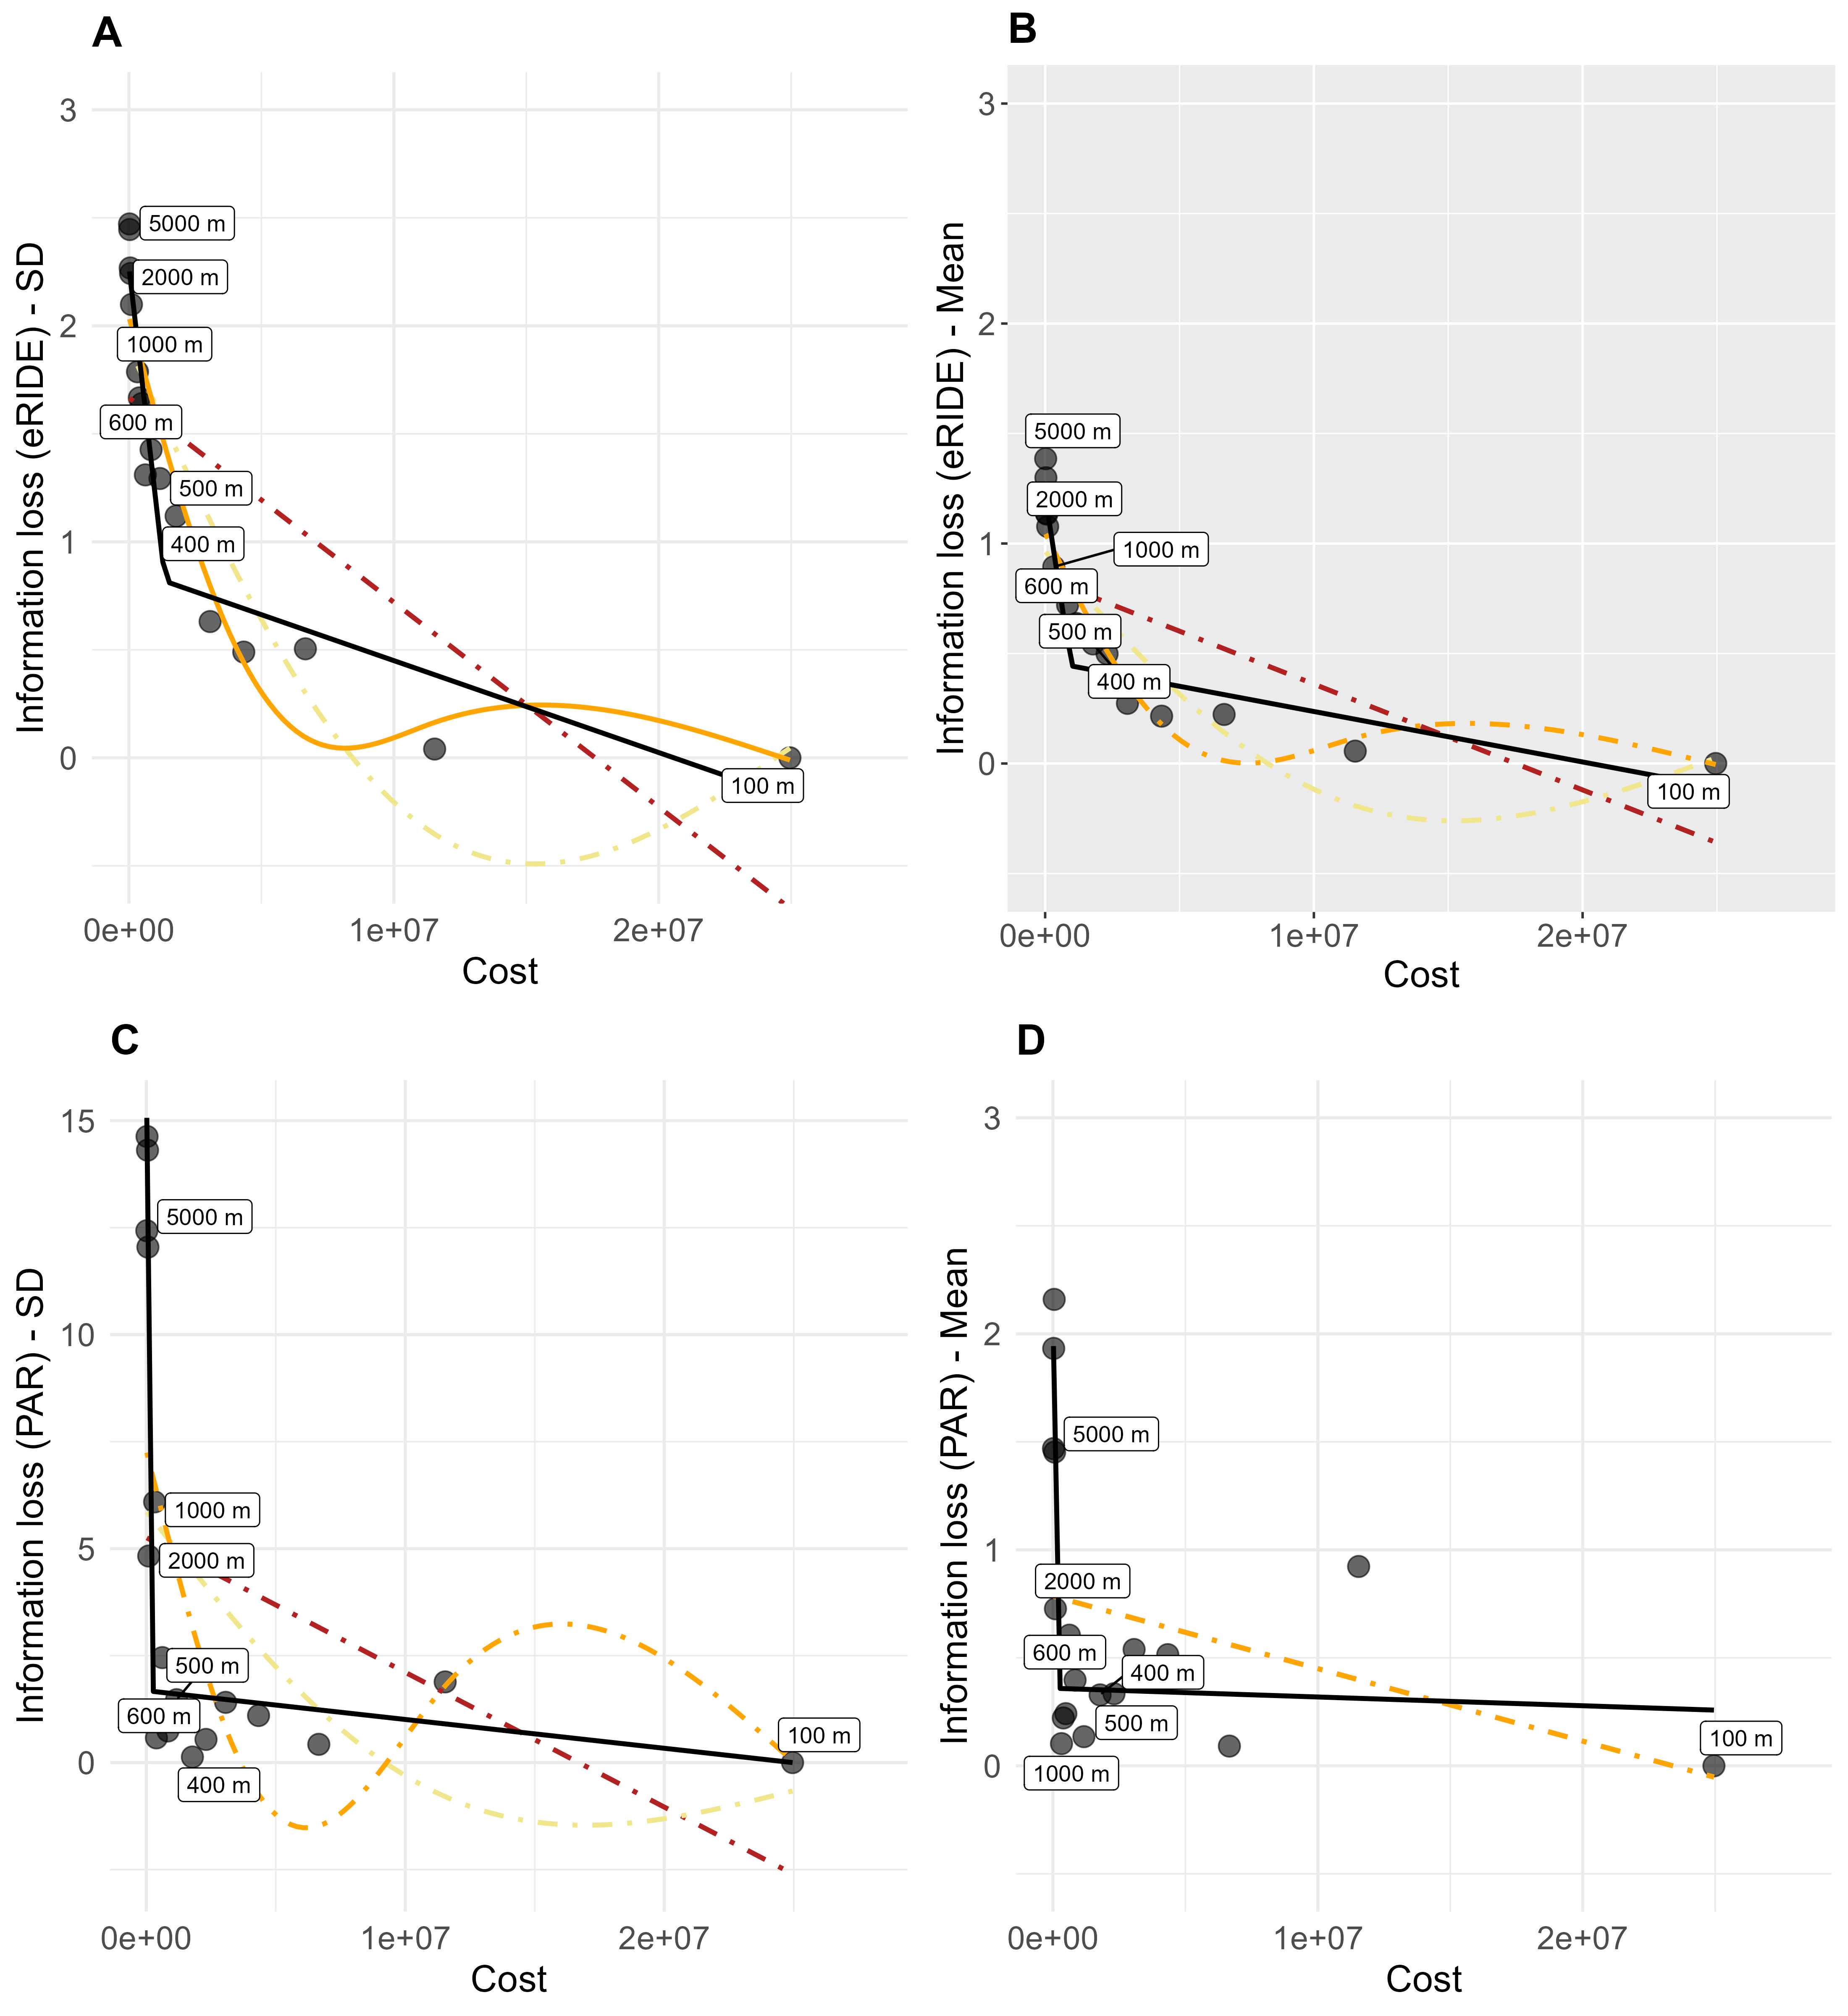 A
Information loss (eRIDE) - SD
3
2
1
0
5000 m
2000 m
1000 m
600 m
500 m
400 m
100 m
0e+00
1e+07
2e+07
Cost
B
Information loss (eRIDE) - Mean
3
2
1
0
5000 m
2000 m
1000 m
600 m
500 m
400 m
100 m
0e+00
1e+07
2e+07
Cost
C
Information loss (PAR) - SD
15
10
5
0
5000 m
1000 m
2000 m
500 m
600 m
400 m
100 m
0e+00
1e+07
2e+07
Cost
D
Information loss (PAR) - Mean
3
2
1
0
5000 m
2000 m
600 m
400 m
500 m
1000 m
100 m
0e+00
1e+07
2e+07
Cost